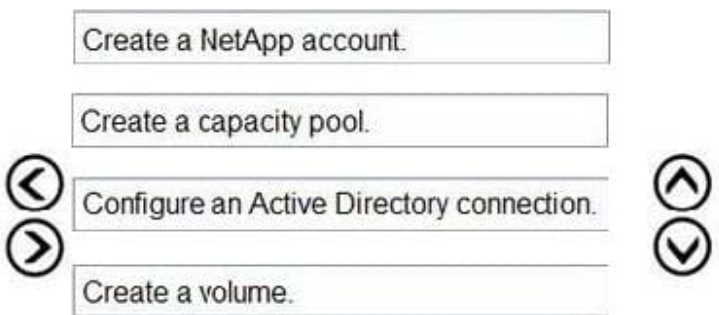 Create a NetApp account.
Create a capacity pool.
Configure an Active Directory connection.
Create a volume.